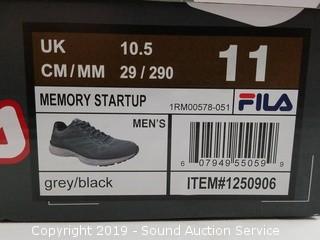 UK 10.5
CM/MM 29 / 290
11
MEMORY STARTUP
1RM00578-051
FILA
MEN'S
6 07949 55059 9
grey/black
ITEM#1250906
Copyright 2019 - Sound Auction Service